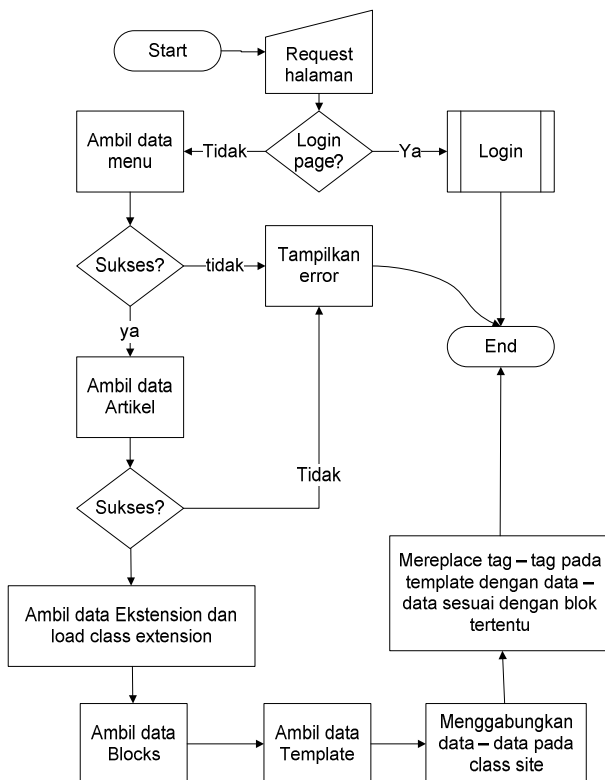 Start
Request
halaman
Login
page?
Tidak
Ya
Ambil data
menu
Login
Sukses?
tidak
Tampilkan
error
ya
End
Ambil data
Artikel
Tidak
Sukses?
Ambil data Ekstension dan
load class extension
Mereplace tag – tag pada
template dengan data –
data sesuai dengan blok
tertentu
Ambil data
Blocks
Ambil data
Template
Menggabungkan
data – data pada
class site